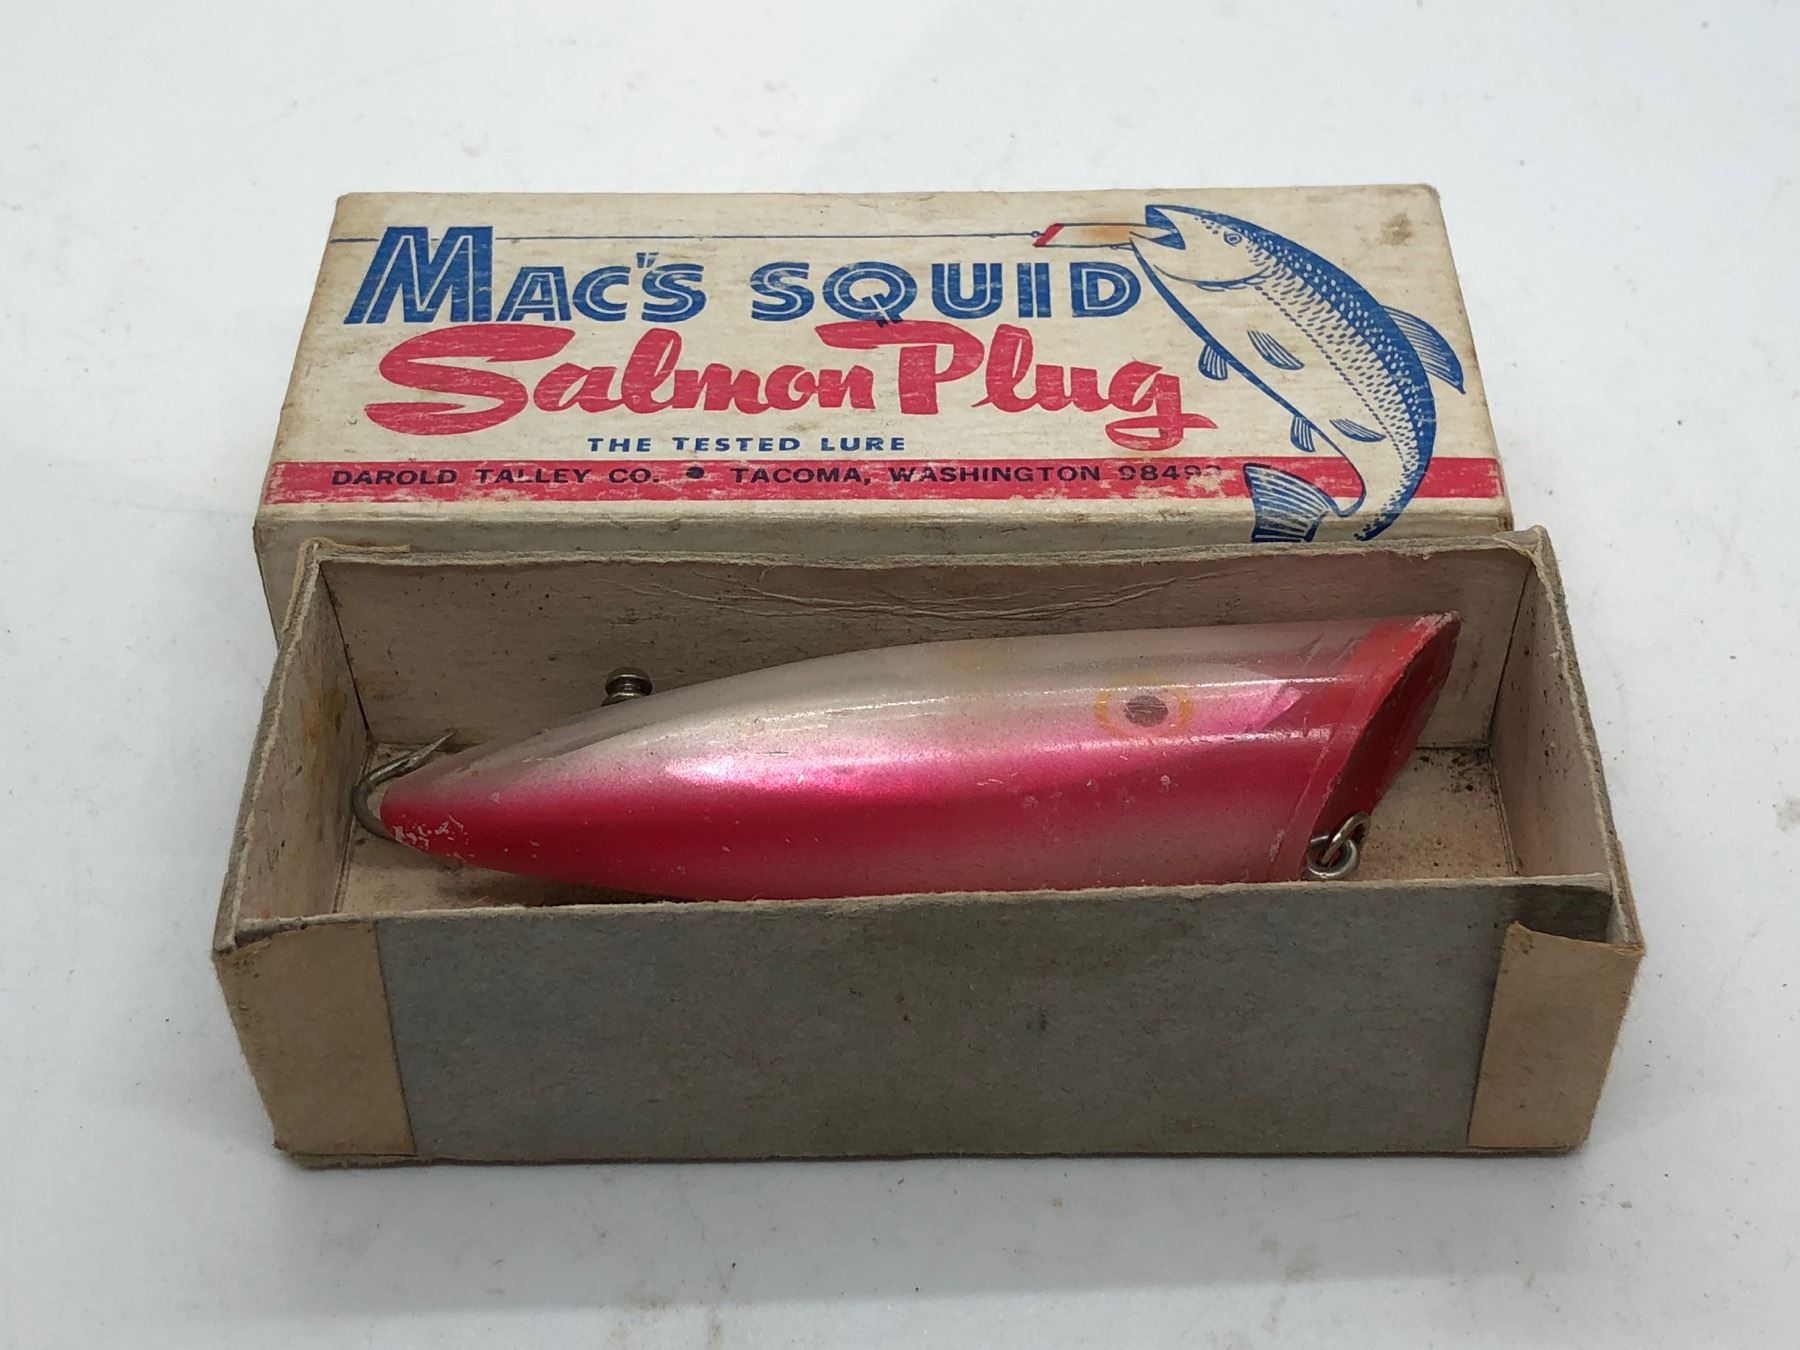 MAC'S SQUID
Salmon Plug
THE TESTED LURE
DAROLD TALLEY CO. • TACOMA, WASHINGTON